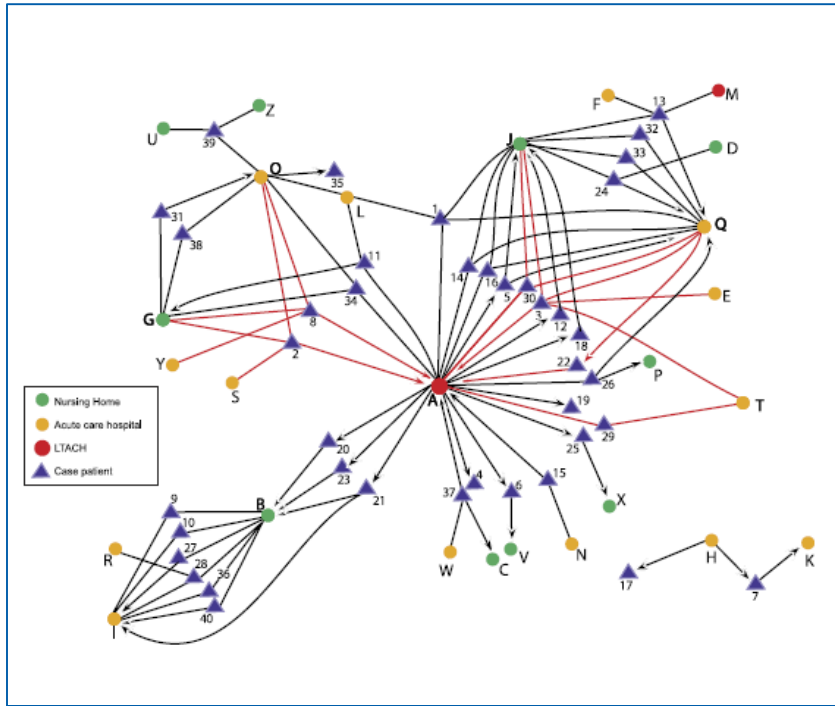 F
13
M
Z
32
U
39
J
33
D
O
35
24
L
31
1
Q
38
11
14
16
5
30
34
3
E
G
8
12
2
18
Y
22
S
26
P
A
19
T
29
25
Nursing Home
Acute care hospital
LTACH
Case patient
20
23
4
15
9
B
21
37
6
X
10
R
27
28
36
W
C
V
N
H
K
I
40
17
7